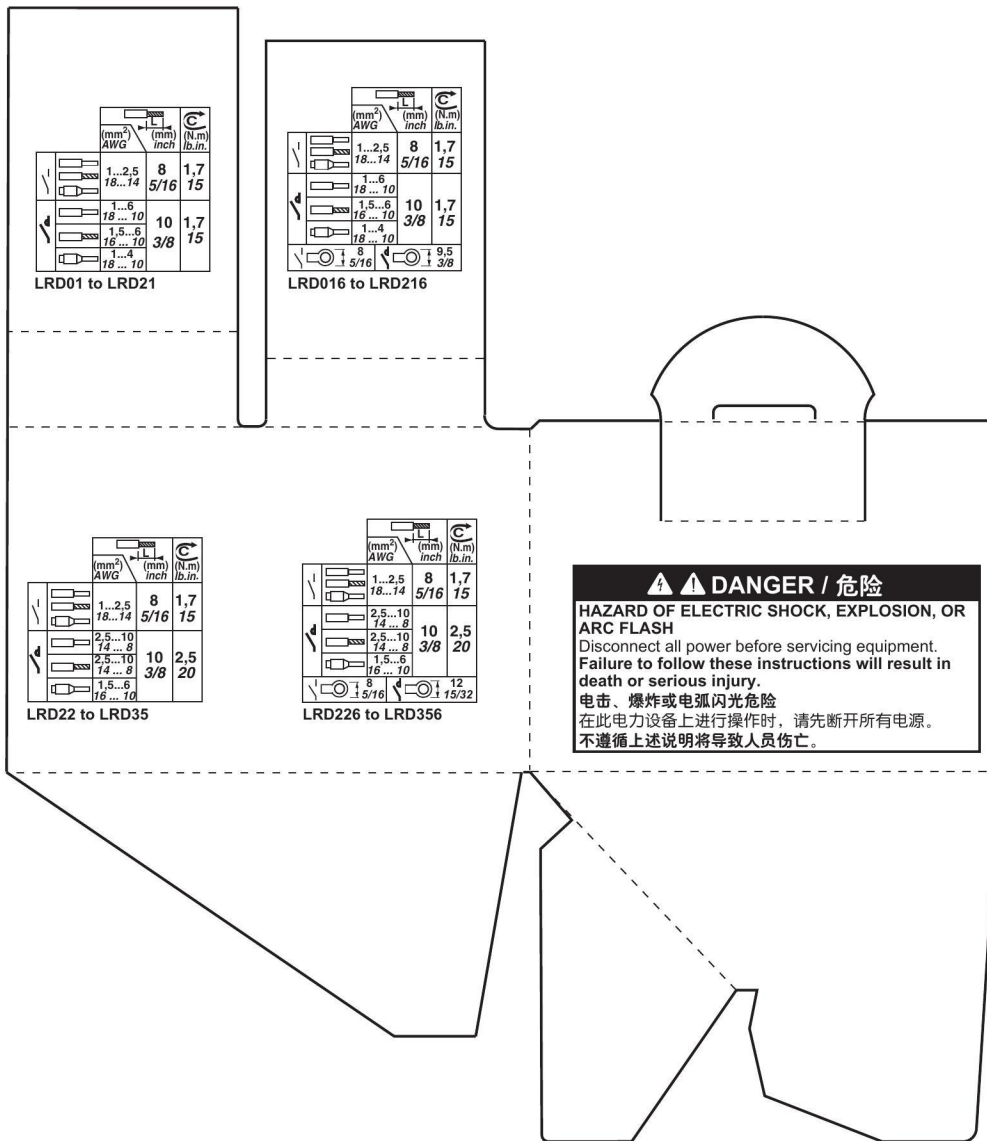 L
C
(mm²)
AWG
(mm)
inch
(N.m)
lb.in.
1...2,5
18...14
8
5/16
1,7
15
1...6
18 ... 10
1,5...6
16 ... 10
1...4
18 ... 10
10
3/8
1,7
15
LRD01 to LRD21
L
C
(mm²)
AWG
(mm)
inch
(N.m)
lb.in.
1...2,5
18...14
8
5/16
1,7
15
1...6
18 ... 10
1,5...6
16 ... 10
1...4
18 ... 10
10
3/8
1,7
15
8
5/16
9,5
3/8
LRD016 to LRD216
L
C
(mm²)
AWG
(mm)
inch
(N.m)
lb.in.
1...2,5
18...14
8
5/16
1,7
15
2,5...10
14 ... 8
2,5...10
14 ... 8
1,5...6
16 ... 10
10
3/8
2,5
20
LRD22 to LRD35
L
C
(mm²)
AWG
(mm)
inch
(N.m)
lb.in.
1...2,5
18...14
8
5/16
1,7
15
2,5...10
14 ... 8
2,5...10
14 ... 8
1,5...6
16 ... 10
10
3/8
2,5
20
8
5/16
12
15/32
LRD226 to LRD356
DANGER / 危险
HAZARD OF ELECTRIC SHOCK, EXPLOSION, OR
ARC FLASH
Disconnect all power before servicing equipment.
Failure to follow these instructions will result in
death or serious injury.
电击、爆炸或电弧闪光危险
在此电力设备上进行操作时，请先断开所有电源。
不遵循上述说明将导致人员伤亡。